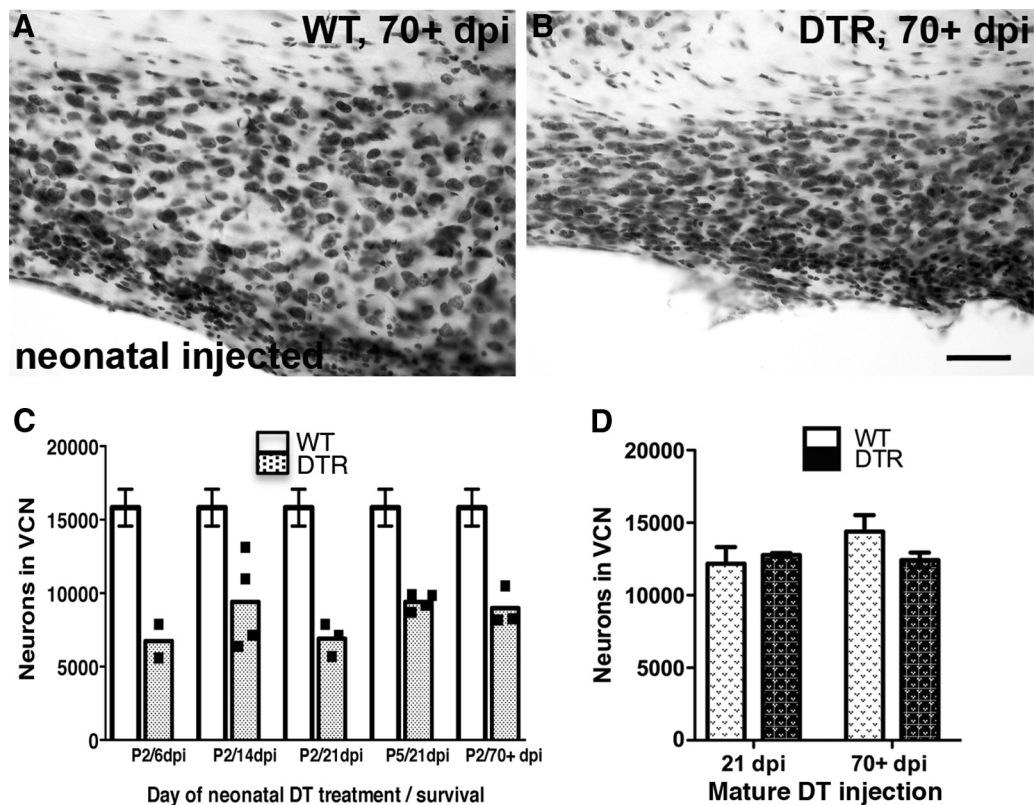 A
WT, 70+ dpi
neonatal injected
B
DTR, 70+ dpi
C
WT
DTR
Neurons in VCN
20000
15000
10000
5000
0
P2/6dpi
P2/14dpi
P2/21dpi
P5/21dpi
P2/70+ dpi
Day of neonatal DT treatment / survival
D
WT
DTR
Neurons in VCN
20000
15000
10000
5000
0
21 dpi
70+ dpi
Mature DT injection